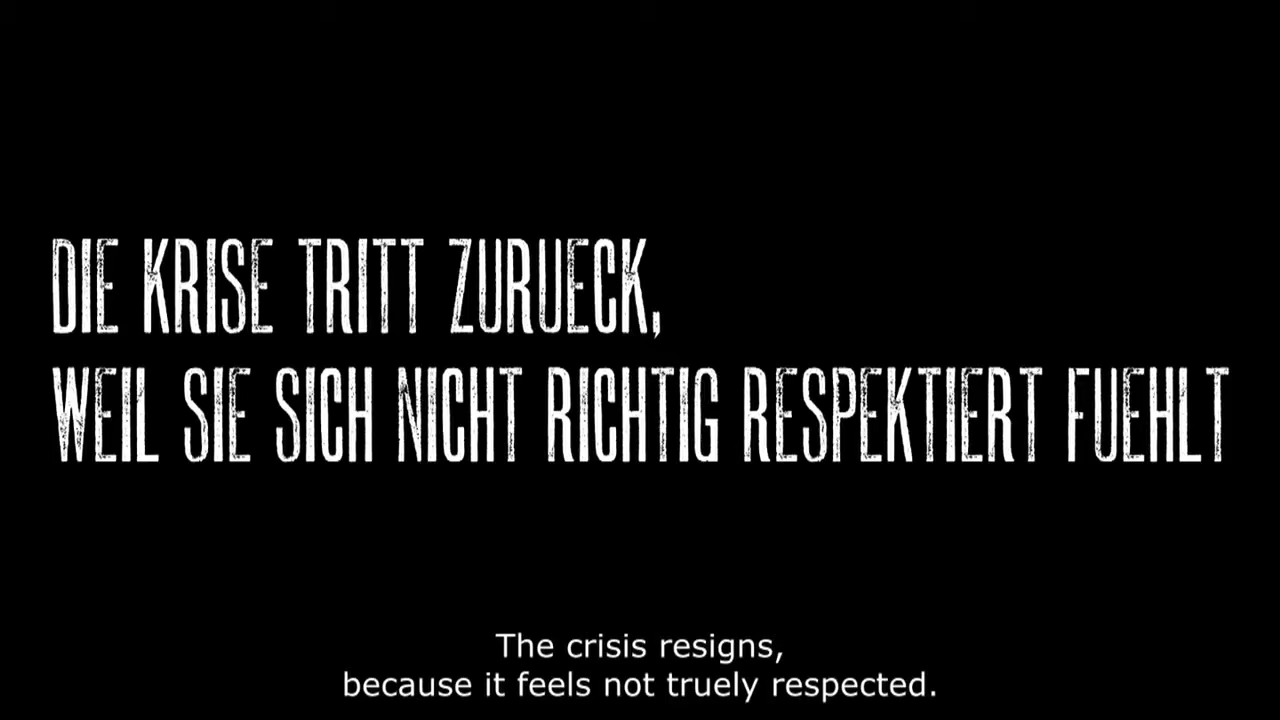 DIE KRISE TRITT ZURUECK,
WEIL SIE SICH NICHT RICHTIG RESPEKTIERT FUEHLT
The crisis resigns,
because it feels not truely respected.